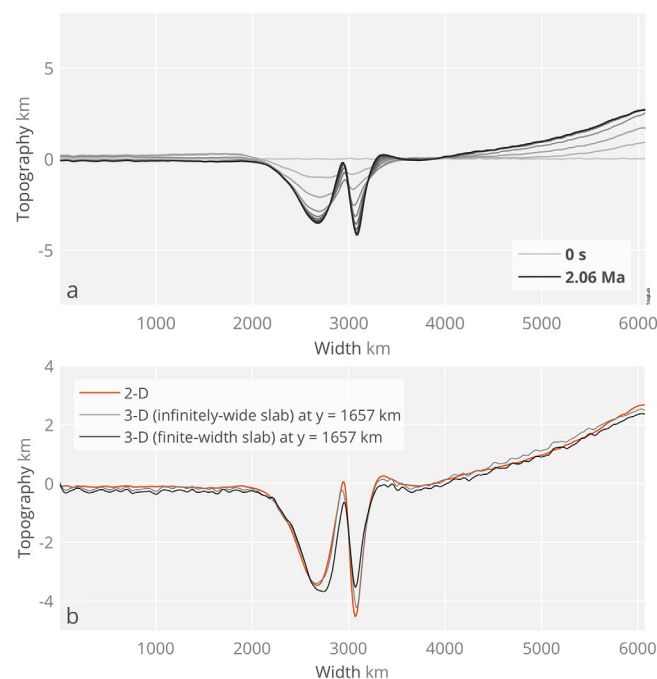 5
0
-5
Topography km
a
0 s
2.06 Ma
StagLab
1000
2000
3000
4000
5000
6000
Width km
4
2
0
-2
-4
Topography km
2-D
3-D (infinitely-wide slab) at y = 1657 km
3-D (finite-width slab) at y = 1657 km
b
1000
2000
3000
4000
5000
6000
Width km